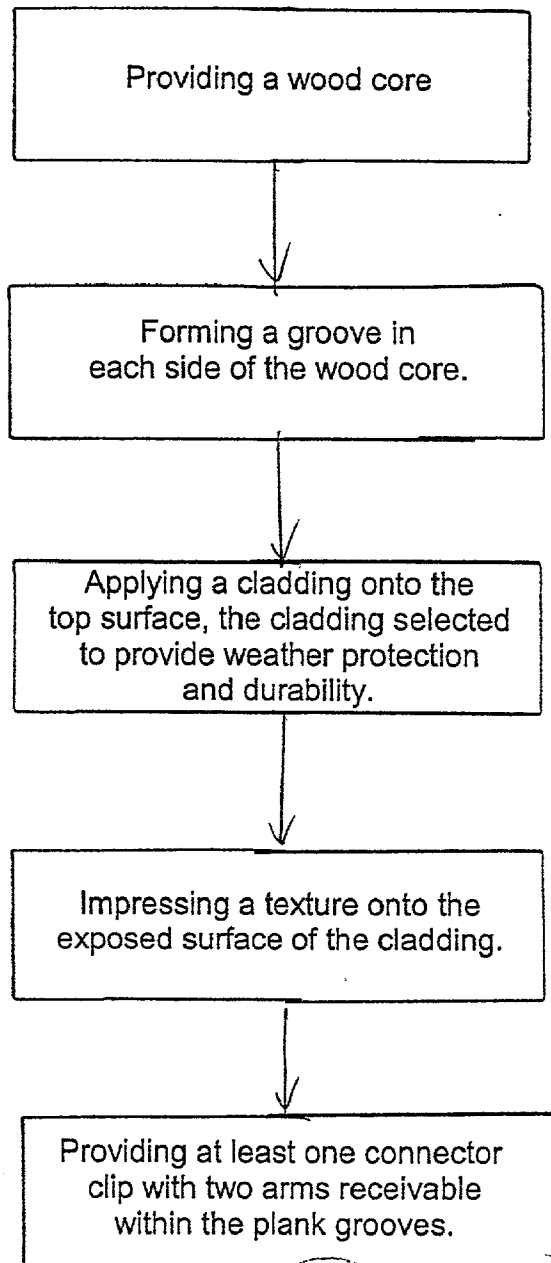 Providing a wood core
Forming a groove in
each side of the wood core.
Applying a cladding onto the
top surface, the cladding selected
to provide weather protection
and durability.
Impressing a texture onto the
exposed surface of the cladding.
Providing at least one connector
clip with two arms receivable
within the plank grooves.